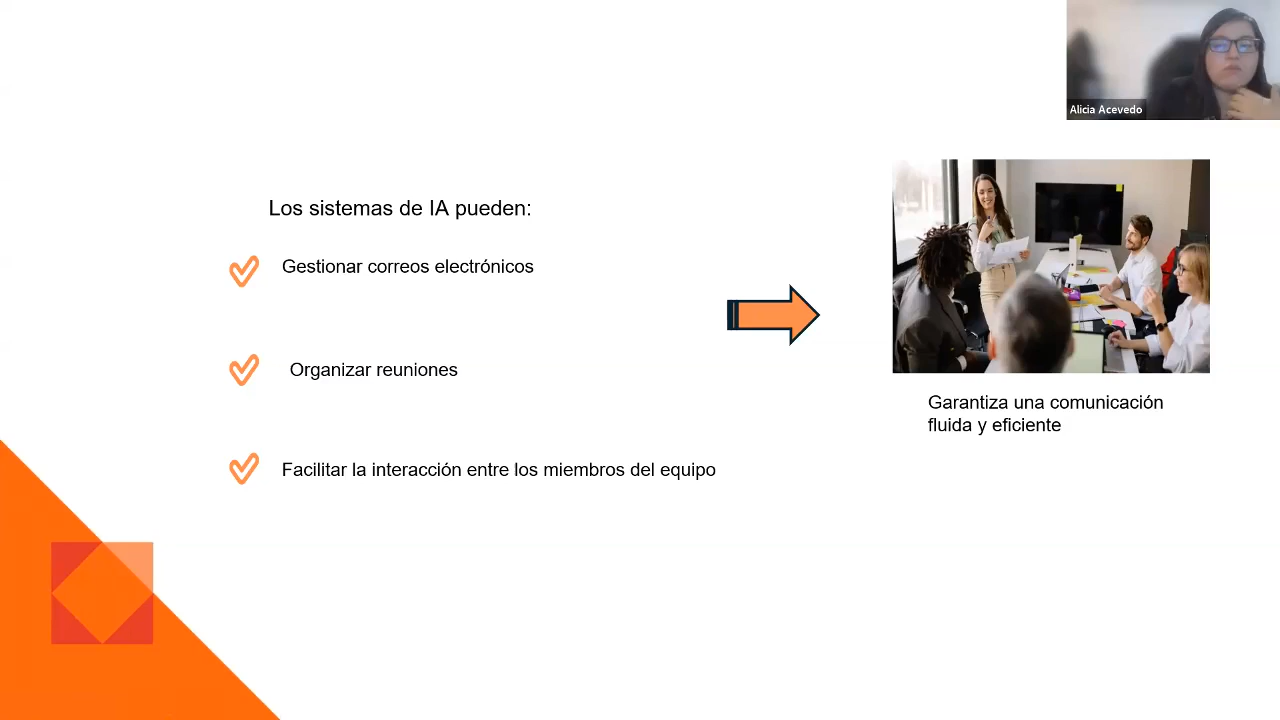 Alicia Acevedo
Los sistemas de IA pueden:
Gestionar correos electrónicos
Organizar reuniones
Facilitar la interacción entre los miembros del equipo
Garantiza una comunicación
fluida y eficiente